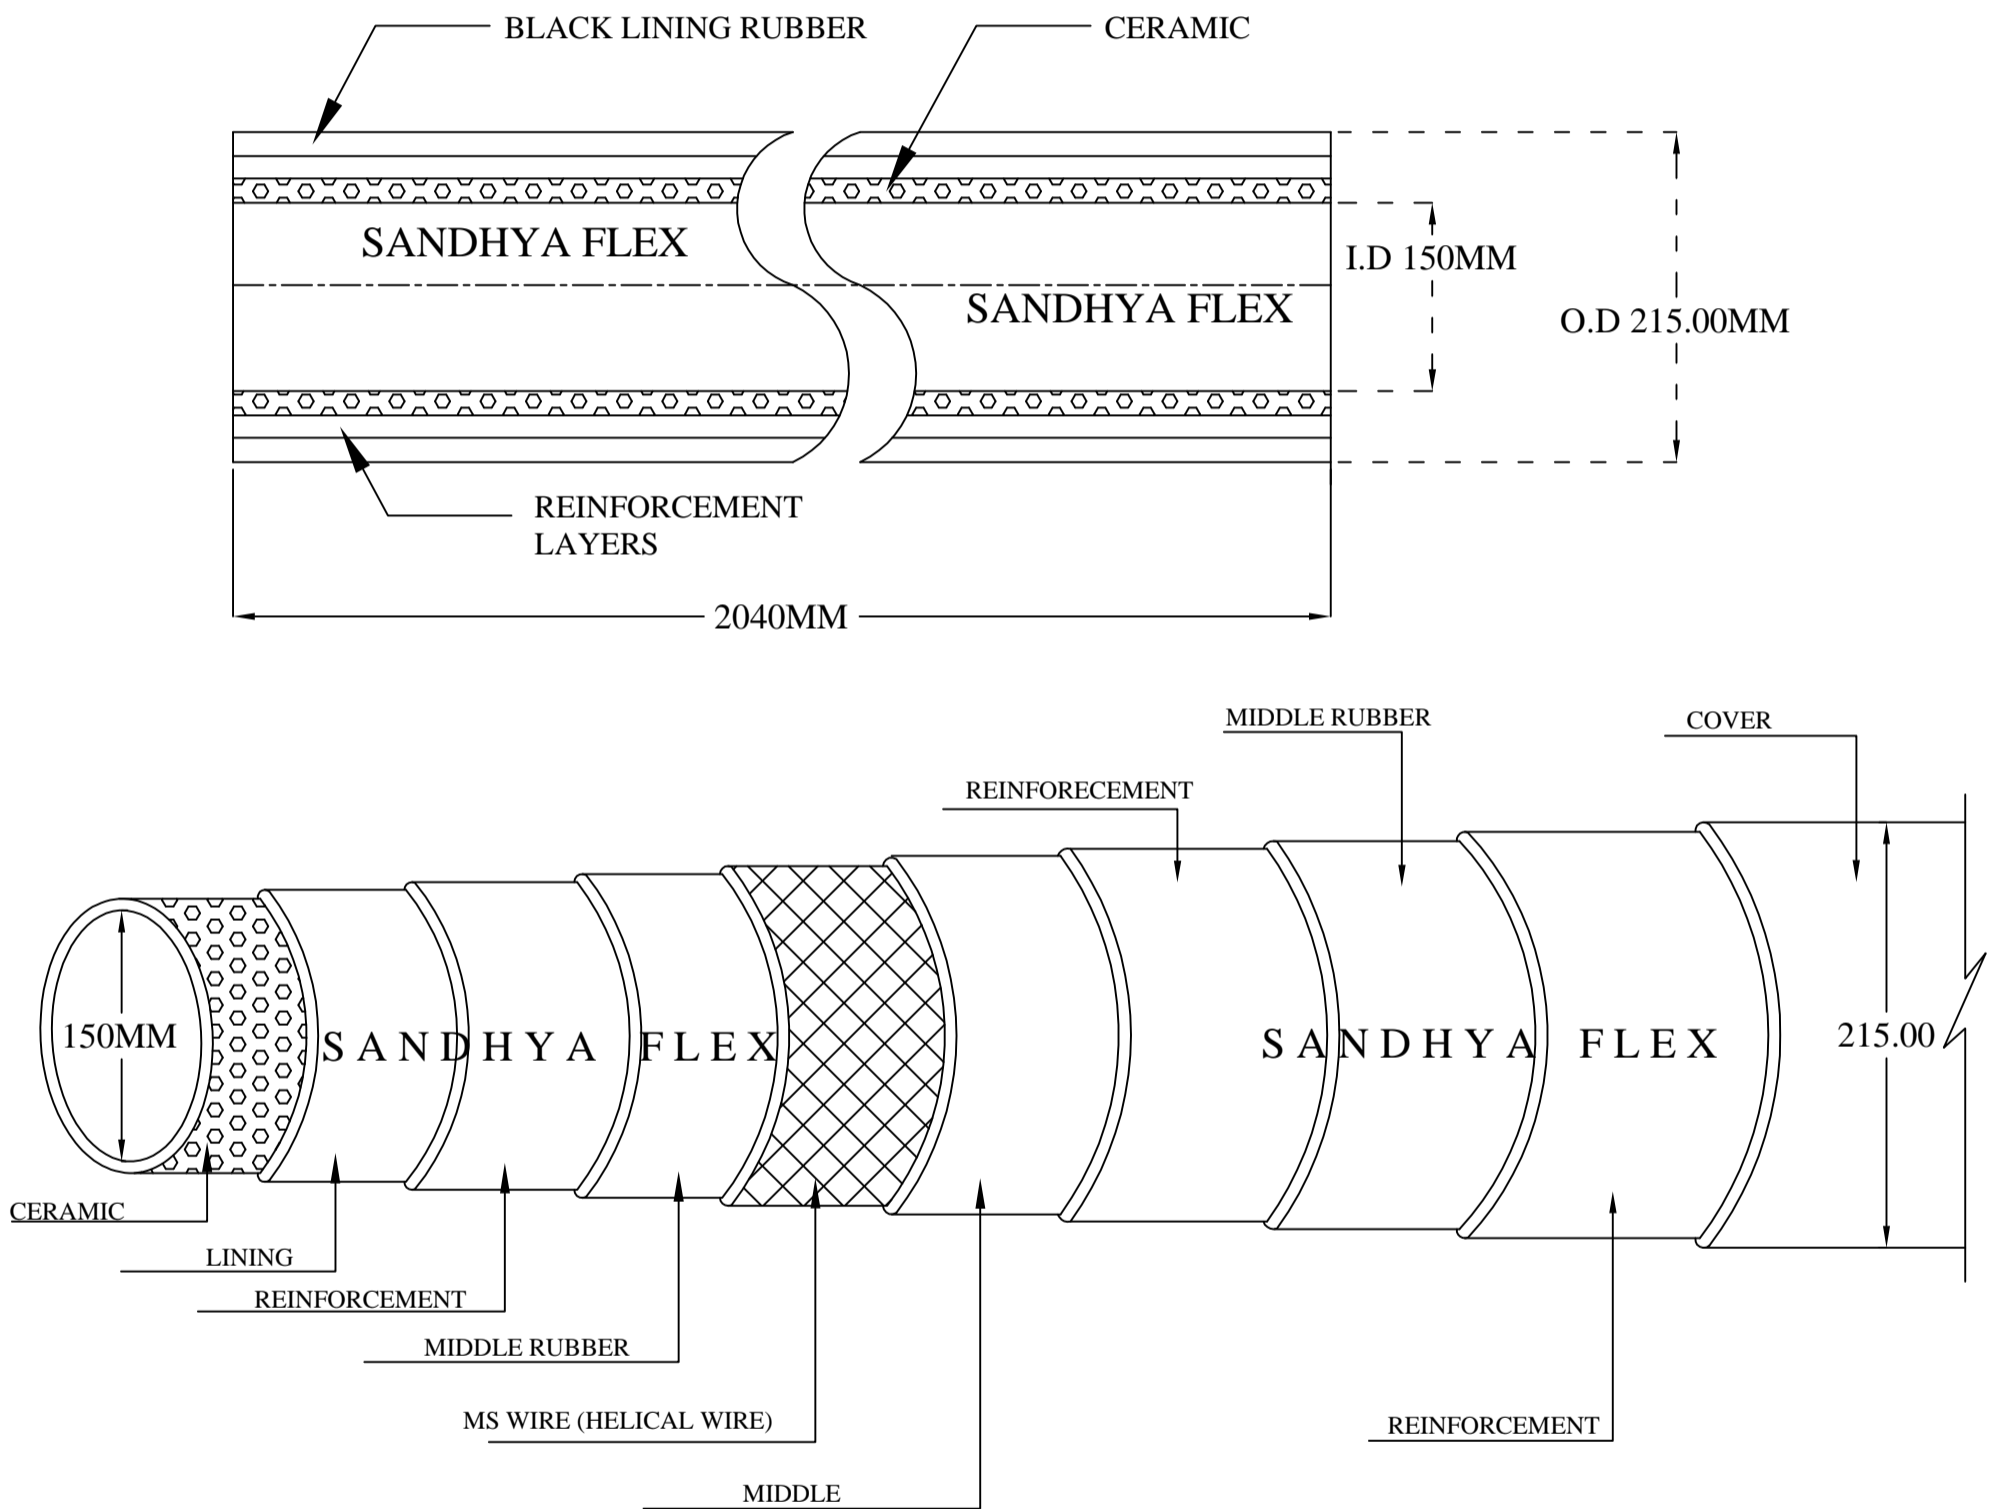 BLACK LINING RUBBER
CERAMIC
SANDHYA FLEX
I.D 150MM
SANDHYA FLEX
O.D 215.00MM
REINFORCEMENT
LAYERS
2040MM
MIDDLE RUBBER
COVER
REINFORECEMENT
150MM
SANDHYA FLEX
SANDHYA FLEX
215.00
CERAMIC
LINING
REINFORCEMENT
MIDDLE RUBBER
MS WIRE (HELICAL WIRE)
REINFORCEMENT
MIDDLE